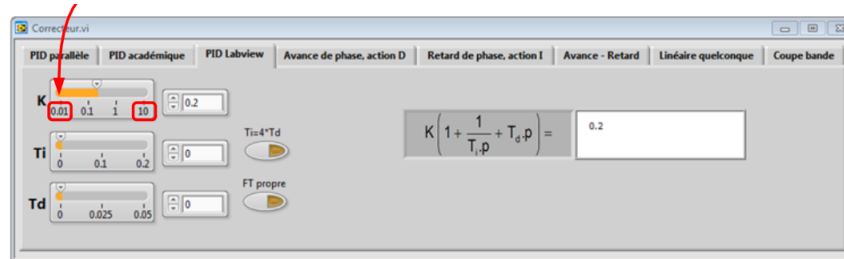 Correcteur.vi
PID parallèle PID académique PID Labview Avance de phase, action D Retard de phase, action I Avance - Retard Linéaire quelconque Coupe bande
K 0.01 0.1 1 10 0.2
Ti 0 0.1 0.2 0 Ti=4*Td
Td 0 0.025 0.05 0 FT propre
K(1 + 1/Ti.p + Td.p) = 0.2